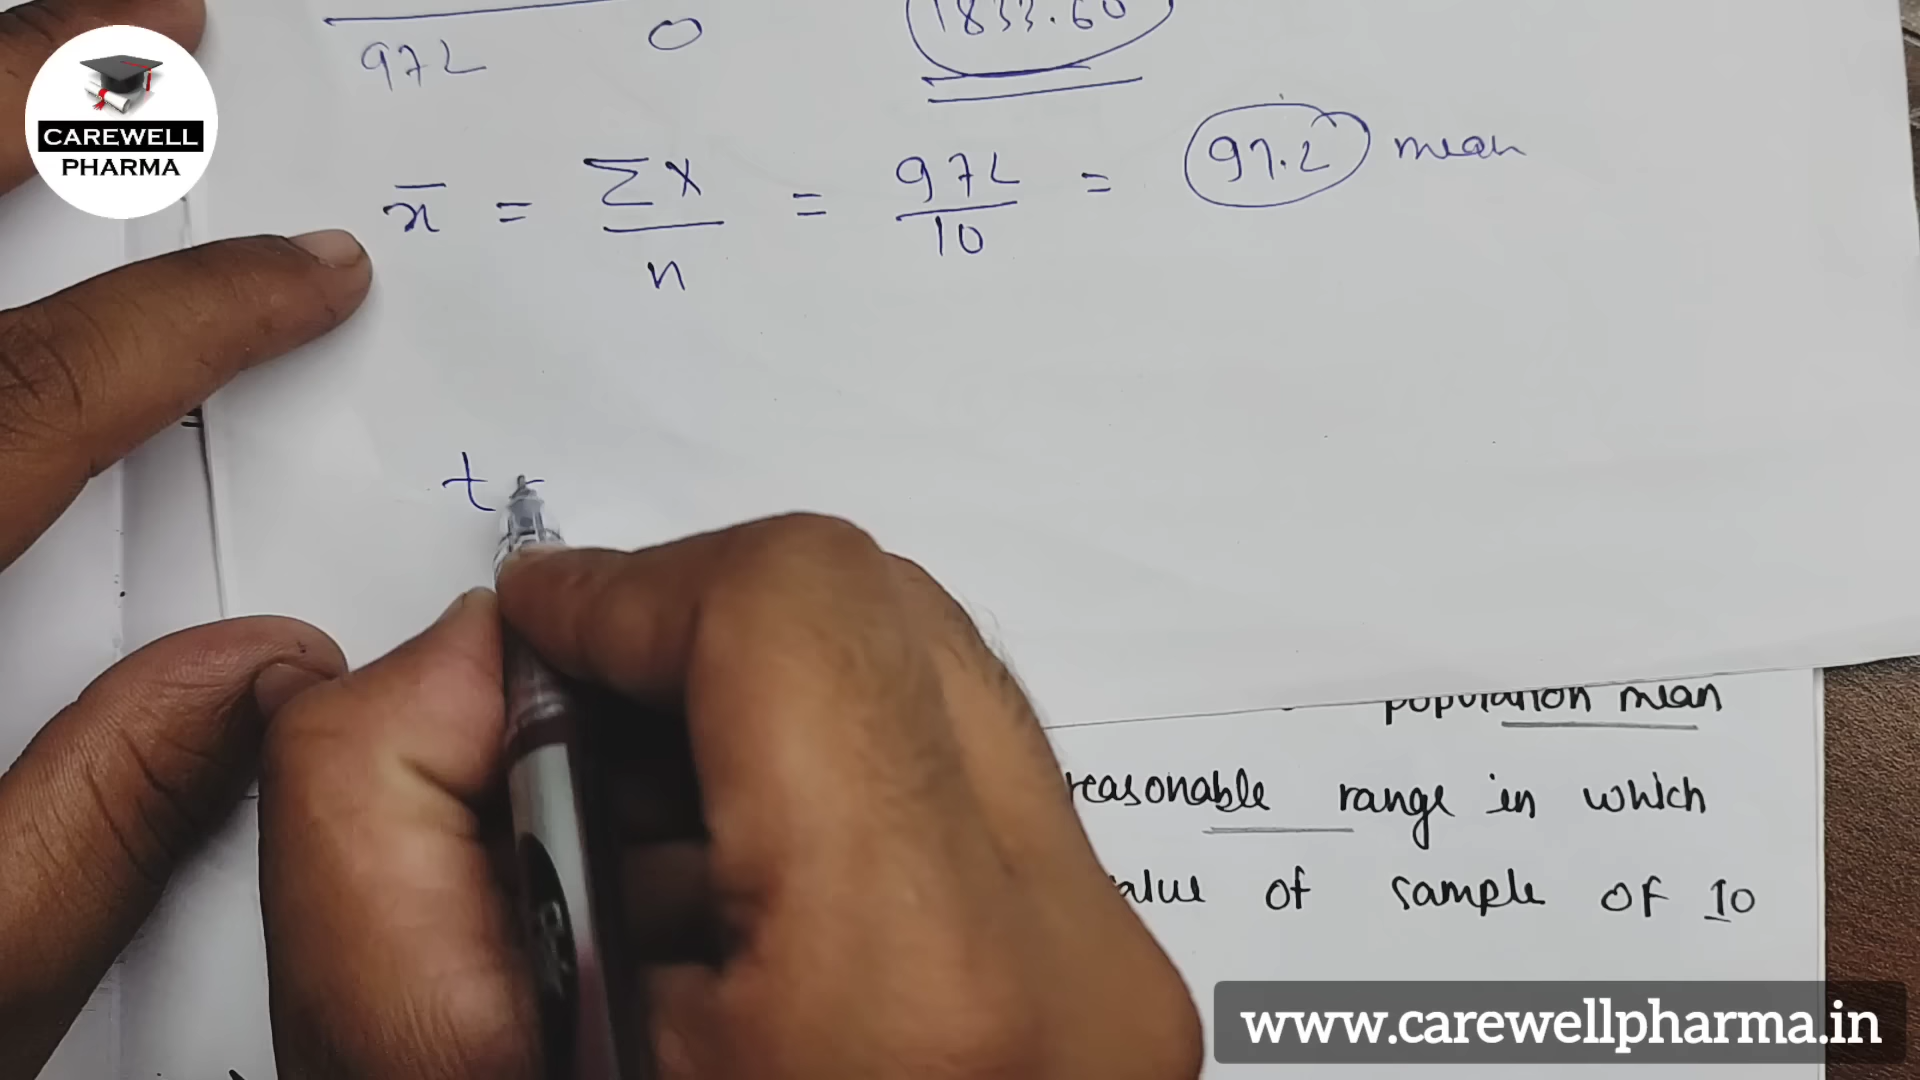 1833.60
972 0
CAREWELL
PHARMA
x̄ = ΣX / n = 972 / 10 = 97.2 mean
t =
population mean
reasonable range in which
of sample of 10
www.carewellpharma.in